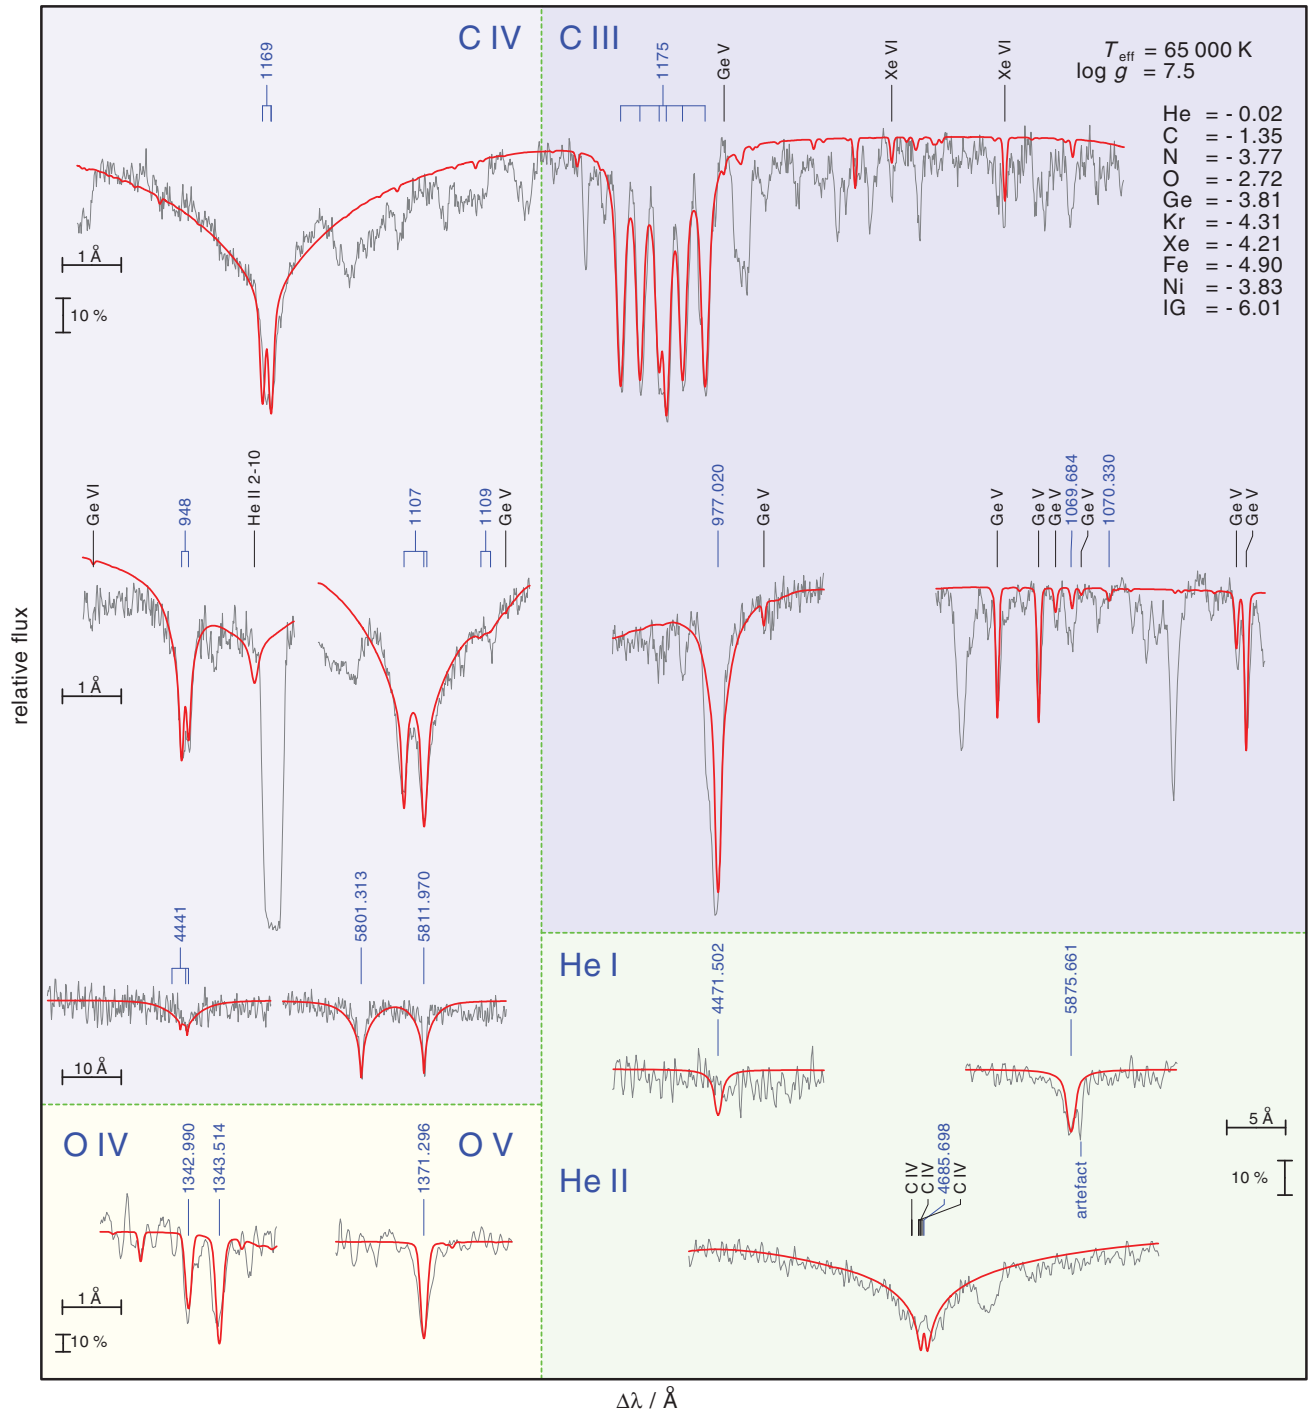 C IV
1169
1 Å
10 %
C III
1175
Ge V
Xe VI
Xe VI
Teff = 65 000 K
log g = 7.5
He = - 0.02
C = - 1.35
N = - 3.77
O = - 2.72
Ge = - 3.81
Kr = - 4.31
Xe = - 4.21
Fe = - 4.90
Ni = - 3.83
IG = - 6.01
Ge VI
948
He II 2-10
1107
1109
Ge V
1 Å
977.020
Ge V
Ge V
Ge V
Ge V
1069.684
Ge V
1070.330
Ge V
Ge V
relative flux
4441
5801.313
5811.970
10 Å
He I
4471.502
5875.661
artefact
5 Å
10 %
O IV
1342.990
1343.514
O V
1371.296
1 Å
10 %
He II
C IV
C IV
4685.698
C IV
Δλ / Å